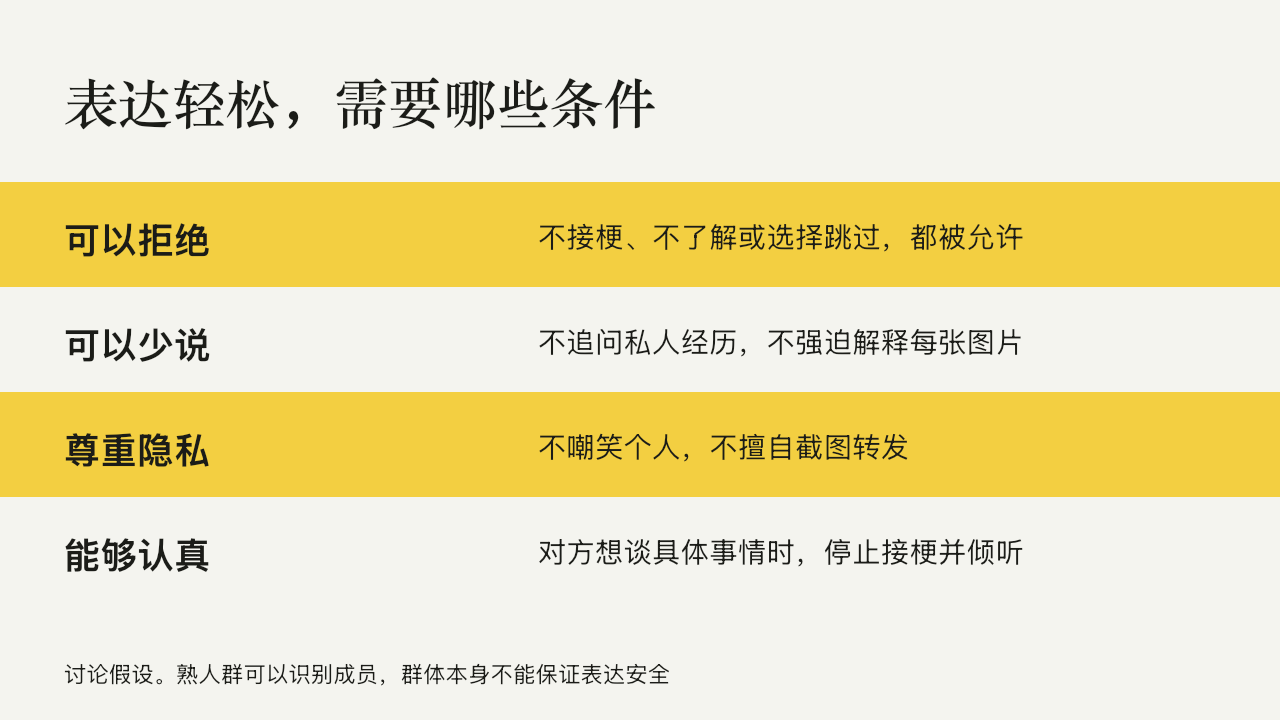 表达轻松，需要哪些条件
可以拒绝
不接梗、不了解或选择跳过，都被允许
可以少说
不追问私人经历，不强迫解释每张图片
尊重隐私
不嘲笑个人，不擅自截图转发
能够认真
对方想谈具体事情时，停止接梗并倾听
讨论假设。熟人群可以识别成员，群体本身不能保证表达安全